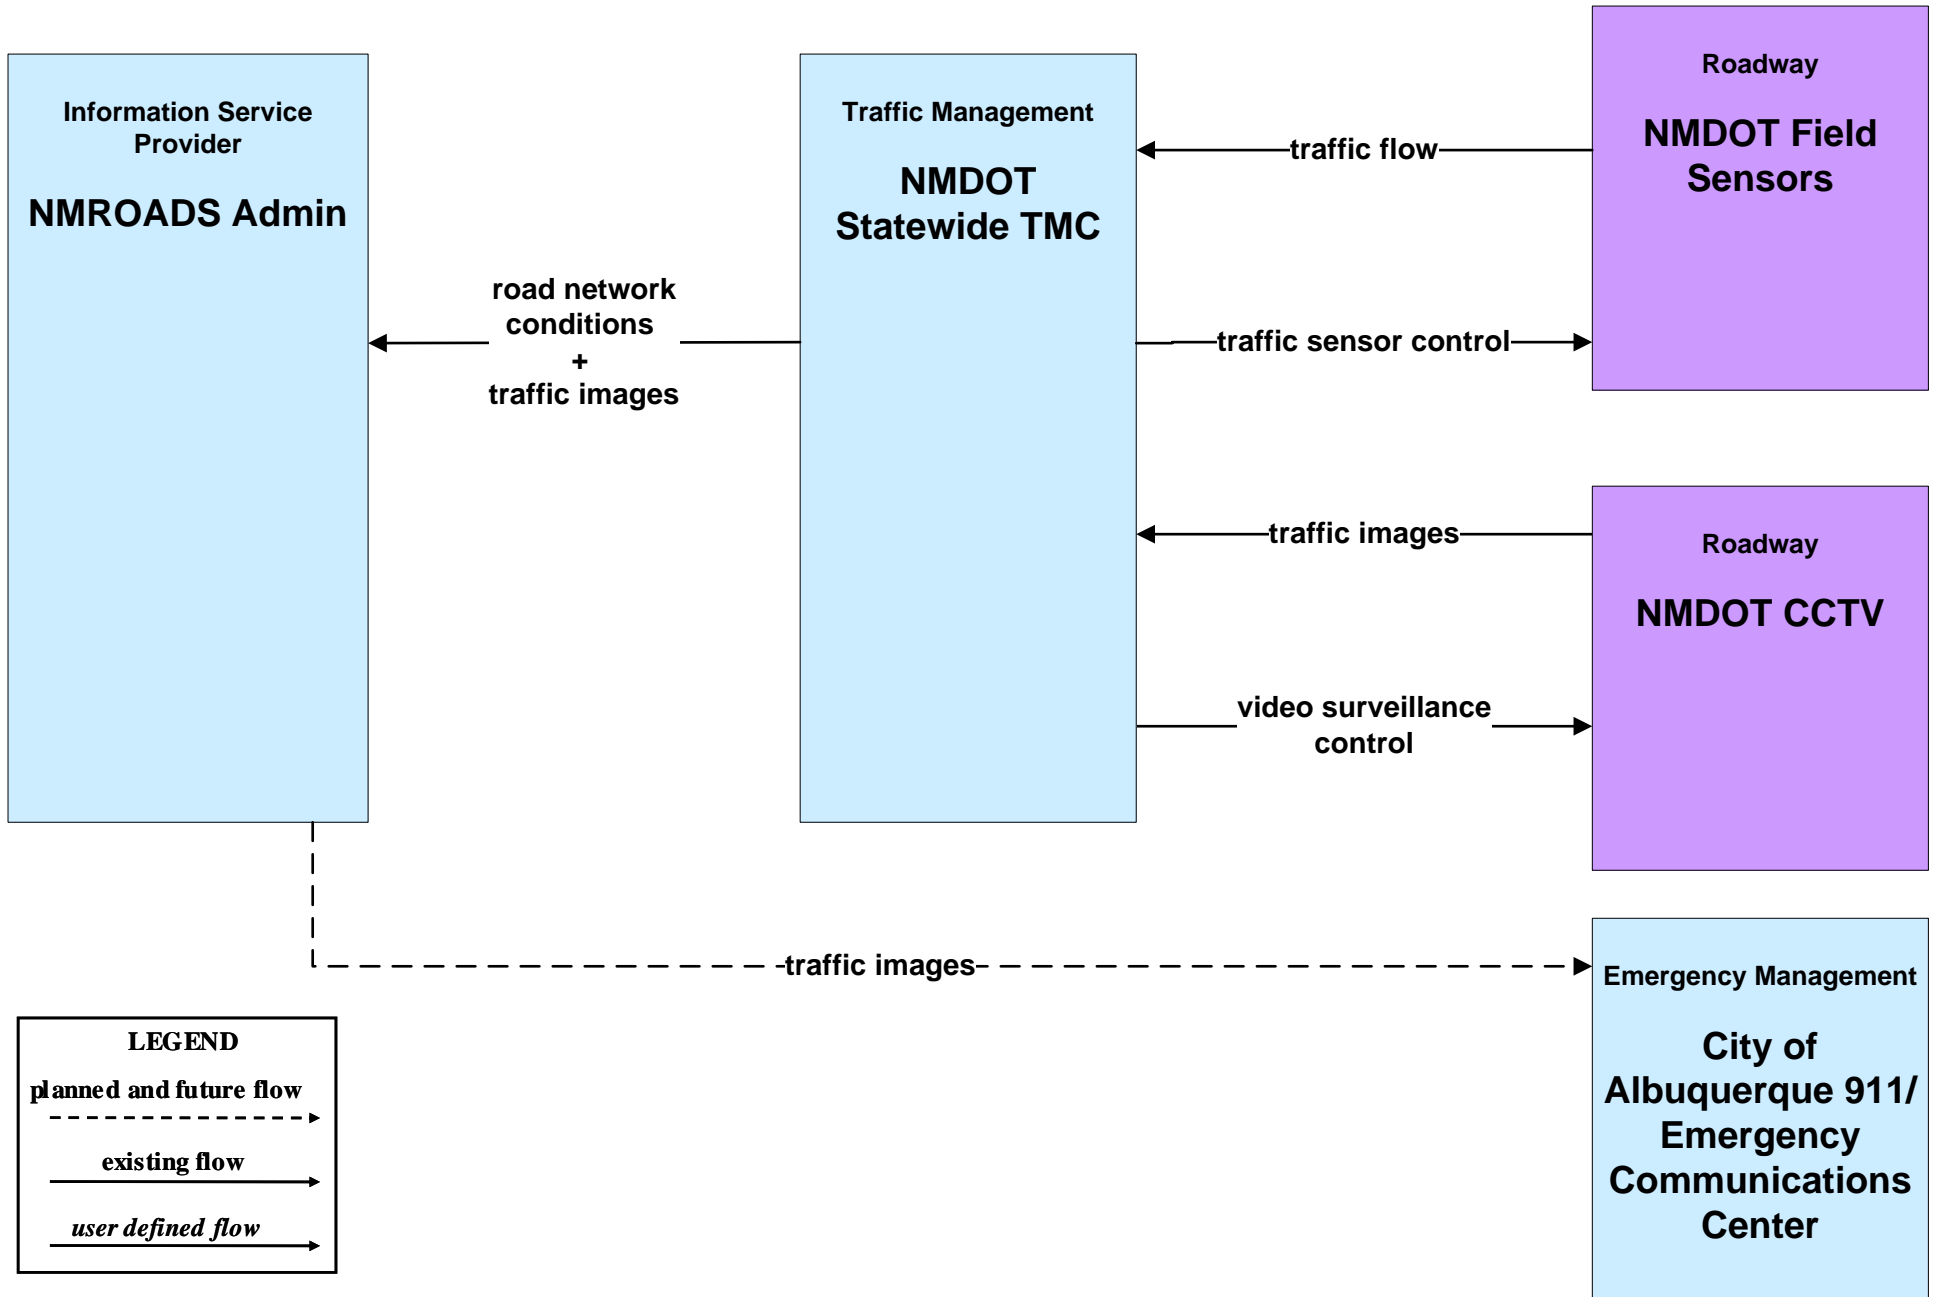 Information Service
Provider
NMROADS Admin
Traffic Management
NMDOT
Statewide TMC
Roadway
NMDOT Field
Sensors
traffic flow
road network
conditions
+
traffic images
traffic sensor control
traffic images
Roadway
NMDOT CCTV
video surveillance
control
traffic images
Emergency Management
City of
Albuquerque 911/
Emergency
Communications
Center
LEGEND
planned and future flow
existing flow
user defined flow